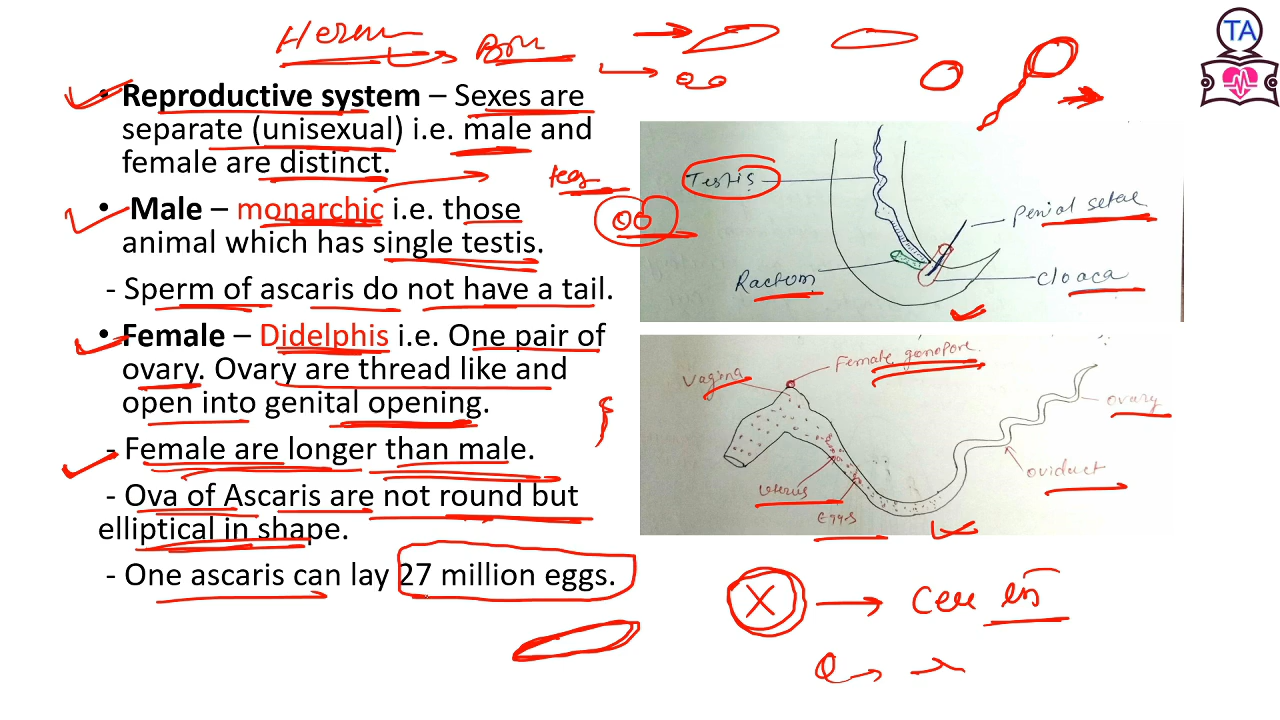 TA
• Reproductive system – Sexes are
separate (unisexual) i.e. male and
female are distinct.
• Male – monarchic i.e. those
animal which has single testis.
- Sperm of ascaris do not have a tail.
• Female – Didelphis i.e. One pair of
ovary. Ovary are thread like and
open into genital opening.
- Female are longer than male.
- Ova of Ascaris are not round but
elliptical in shape.
- One ascaris can lay 27 million eggs.
Testis
Penial setae
Rectom
Cloaca
Female gonopore
Vagina
ovary
oviduct
Uterus
Eggs
X